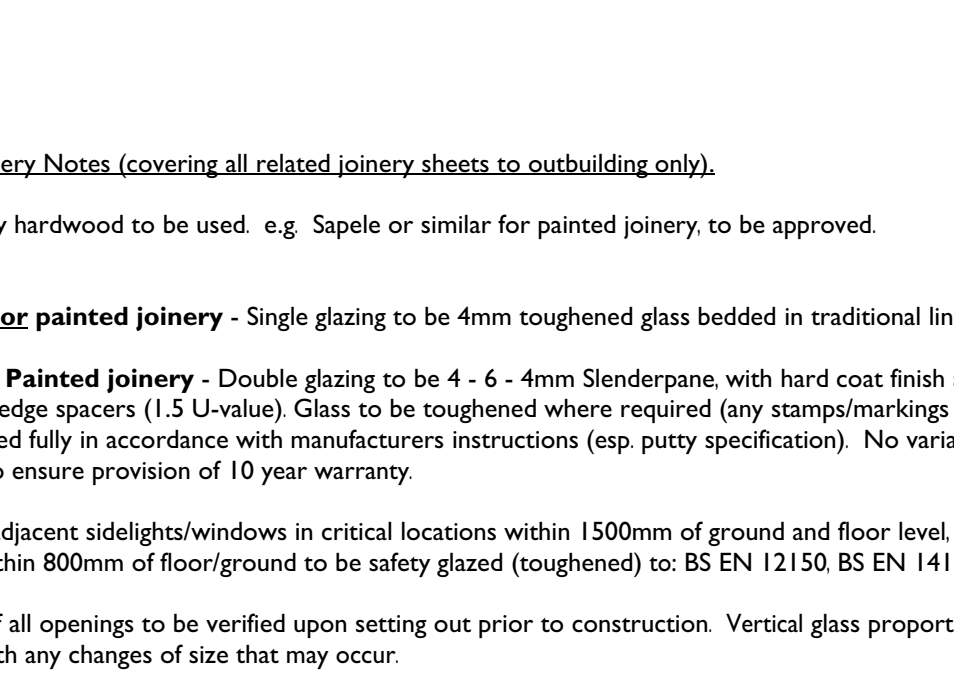 ery Notes (covering all related joinery sheets to outbuilding only).
y hardwood to be used. e.g. Sapele or similar for painted joinery, to be approved.
or painted joinery - Single glazing to be 4mm toughened glass bedded in traditional lin
Painted joinery - Double glazing to be 4 - 6 - 4mm Slenderpane, with hard coat finish
edge spacers (1.5 U-value). Glass to be toughened where required (any stamps/markings
ed fully in accordance with manufacturers instructions (esp. putty specification). No varia
o ensure provision of 10 year warranty.
djacent sidelights/windows in critical locations within 1500mm of ground and floor level,
thin 800mm of floor/ground to be safety glazed (toughened) to: BS EN 12150, BS EN 141
f all openings to be verified upon setting out prior to construction. Vertical glass proport
th any changes of size that may occur.